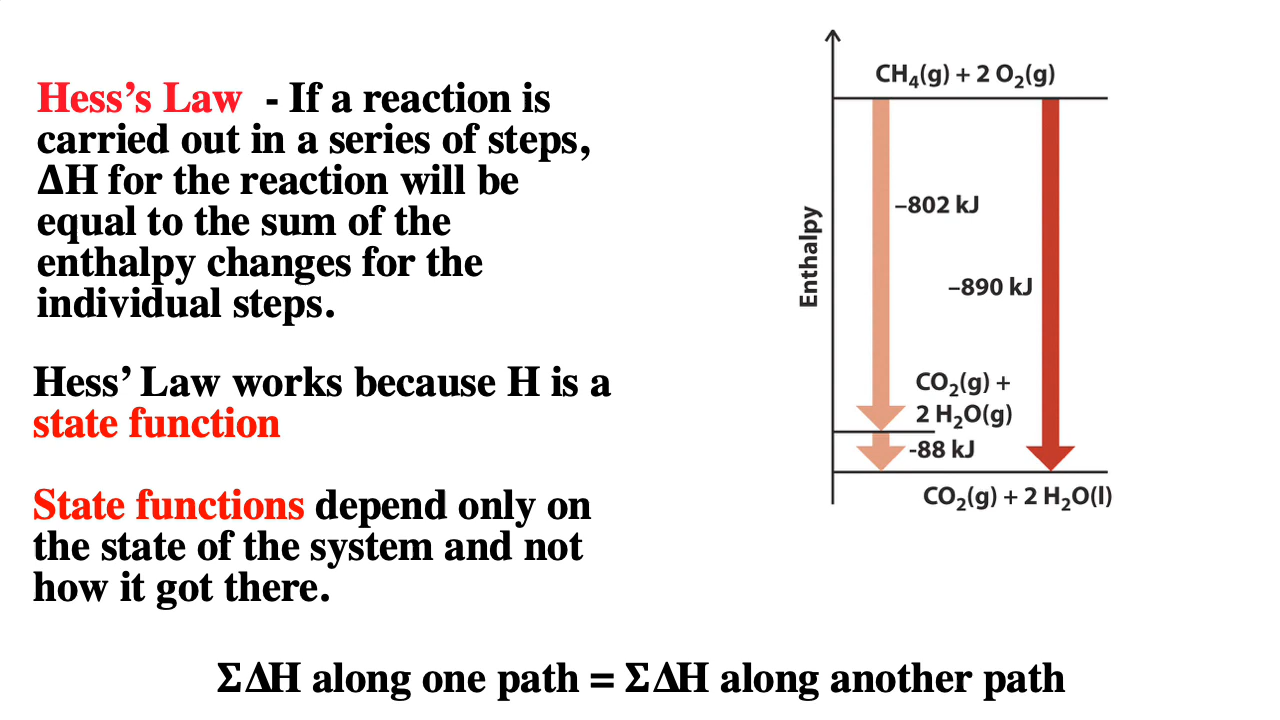 Hess's Law - If a reaction is
carried out in a series of steps,
ΔH for the reaction will be
equal to the sum of the
enthalpy changes for the
individual steps.
Hess' Law works because H is a
state function
State functions depend only on
the state of the system and not
how it got there.
CH₄(g) + 2 O₂(g)
–802 kJ
Enthalpy
–890 kJ
CO₂(g) +
2 H₂O(g)
-88 kJ
CO₂(g) + 2 H₂O(l)
ΣΔH along one path = ΣΔH along another path